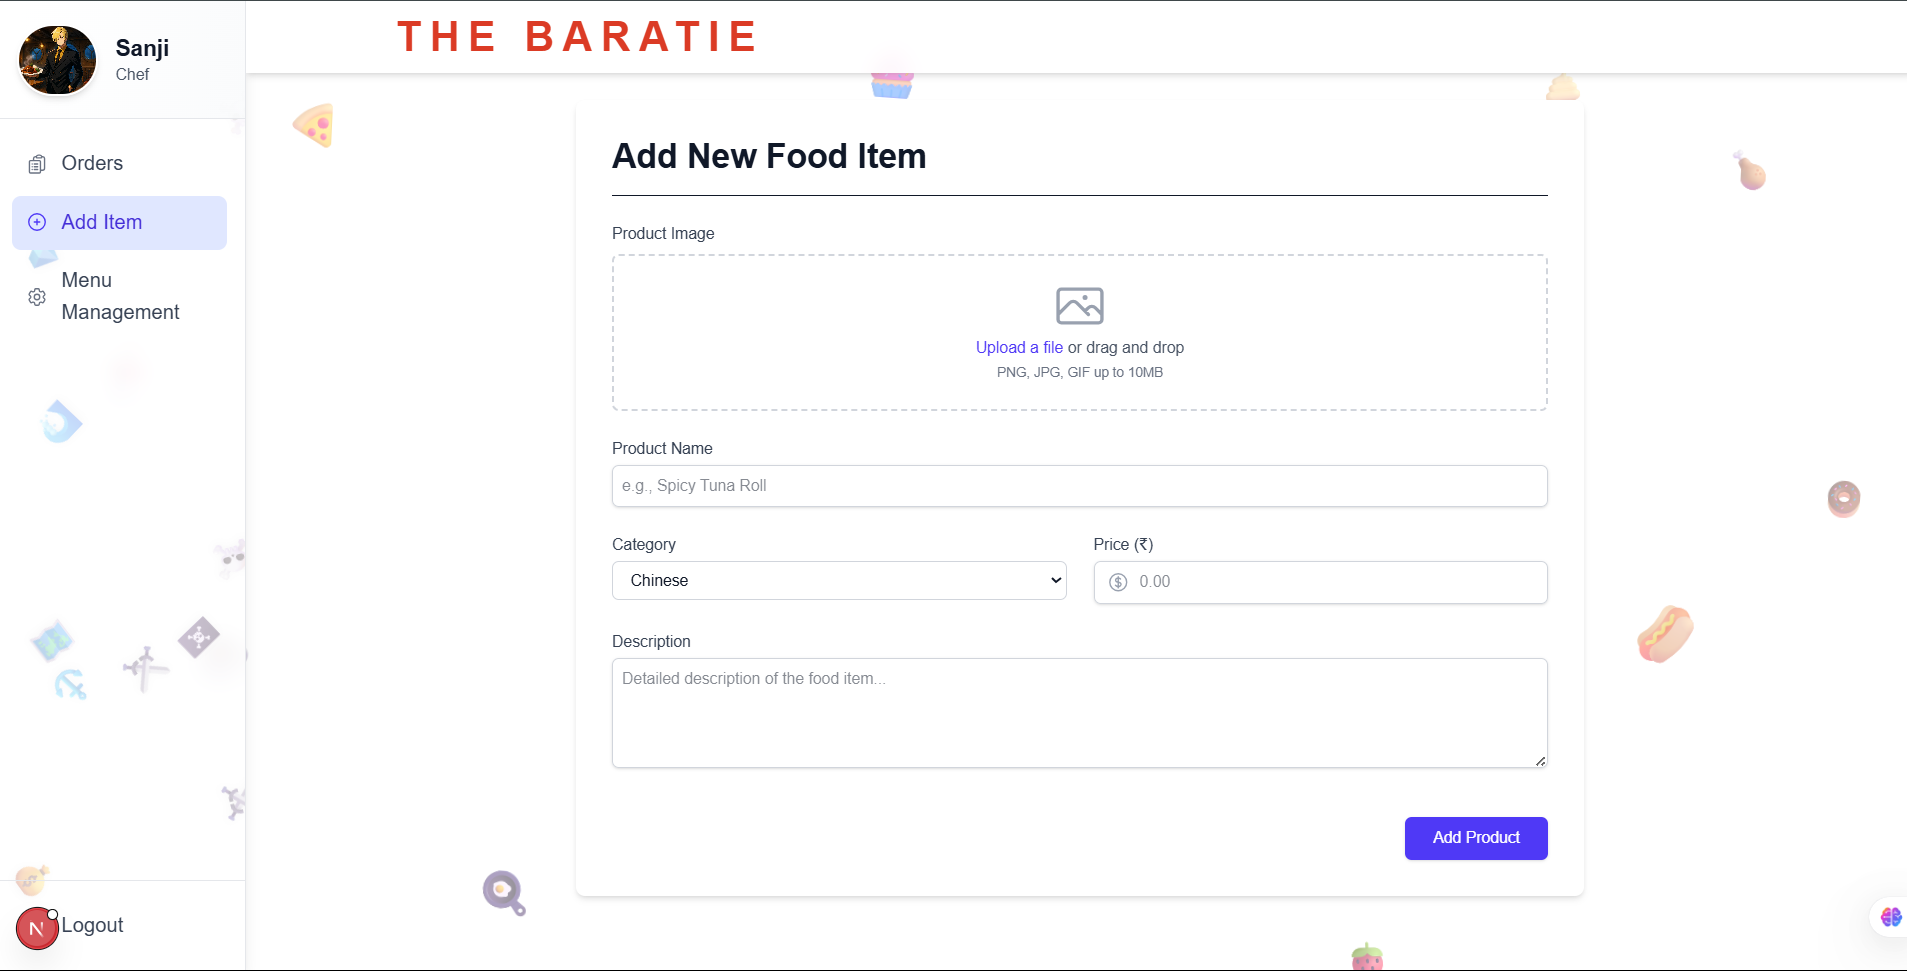 Sanji
Chef
THE BARATIE
Orders
Add Item
Menu
Management
Add New Food Item
Product Image
Upload a file or drag and drop
PNG, JPG, GIF up to 10MB
Product Name
e.g., Spicy Tuna Roll
Category
Price (₹)
Chinese
$ 0.00
Description
Detailed description of the food item...
Add Product
N
Logout